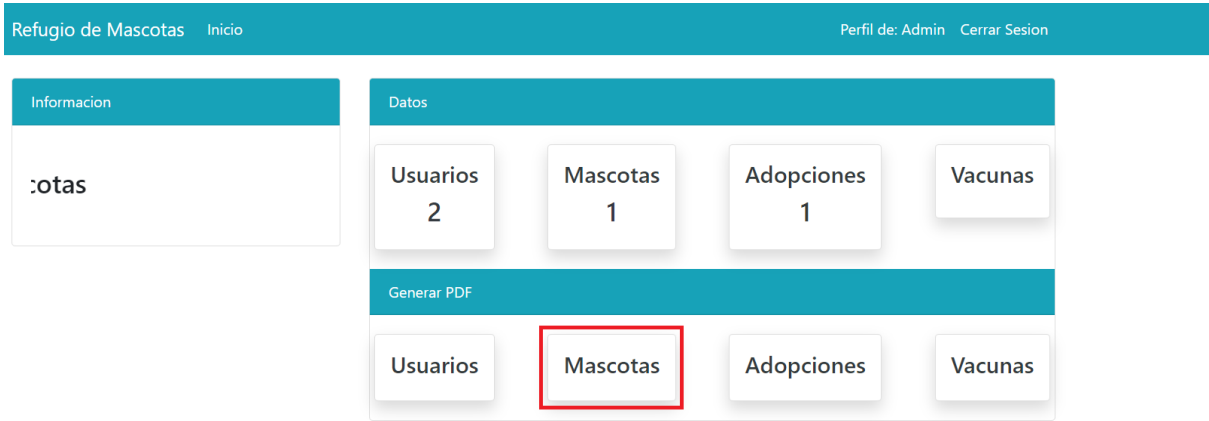 Refugio de Mascotas Inicio Perfil de: Admin Cerrar Sesion
Informacion
cotas
Datos
Usuarios Mascotas Adopciones Vacunas
2 1 1
Generar PDF
Usuarios Mascotas Adopciones Vacunas